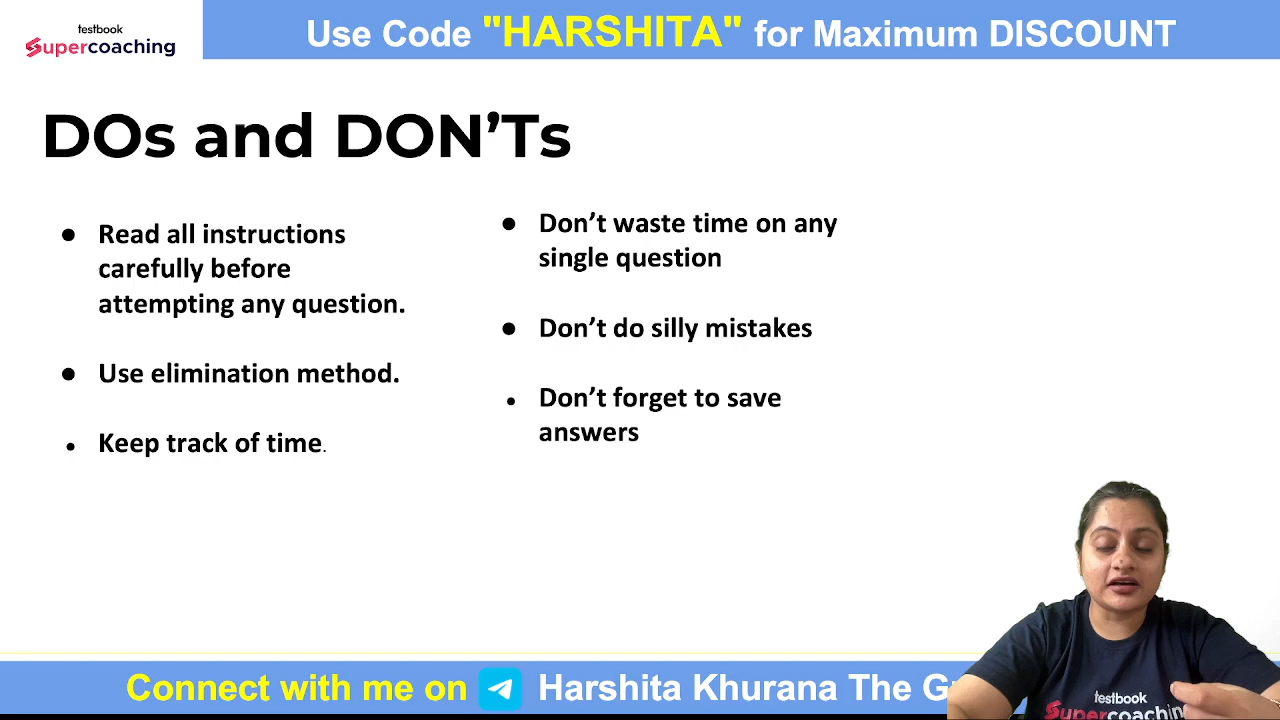 testbook
Supercoaching
Use Code "HARSHITA" for Maximum DISCOUNT
DOs and DON’Ts
● Read all instructions
carefully before
attempting any question.
● Use elimination method.
● Keep track of time.
● Don’t waste time on any
single question
● Don’t do silly mistakes
● Don’t forget to save
answers
Connect with me on Harshita Khurana The
testbook
Supercoaching